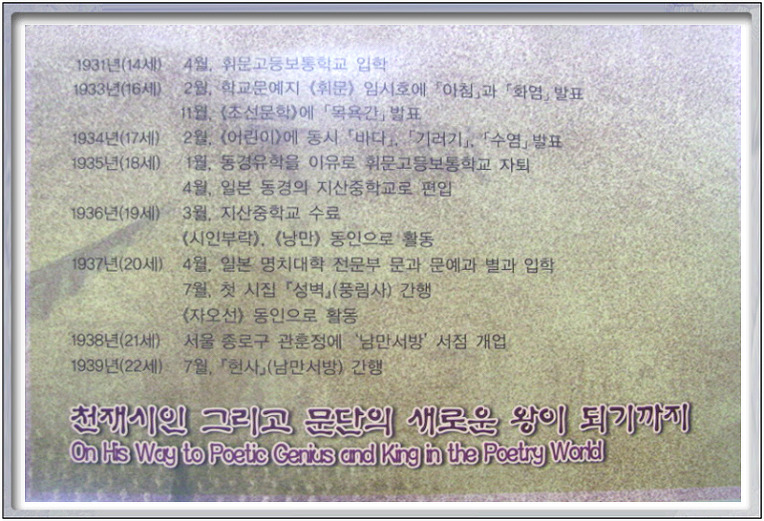 1931년(14세) 4월, 휘문고등보통학교 입학
1933년(16세) 2월, 학교문예지 《휘문》 임시호에 「아침」과 「화염」 발표
11월, 《조선문학》에 「목욕간」 발표
1934년(17세) 2월, 《어린이》에 동시 「바다」, 「기러기」, 「수염」 발표
1935년(18세) 1월, 동경유학을 이유로 휘문고등보통학교 자퇴
4월, 일본 동경의 지산중학교로 편입
1936년(19세) 3월, 지산중학교 수료
《시인부락》, 《낭만》 동인으로 활동
1937년(20세) 4월, 일본 명치대학 전문부 문과 문예과 별과 입학
7월, 첫 시집 『성벽』(풍림사) 간행
《자오선》 동인으로 활동
1938년(21세) 서울 종로구 관훈정에 ‘남만서방’ 서점 개업
1939년(22세) 7월, 『헌사』(남만서방) 간행
천재시인 그리고 문단의 새로운 왕이 되기까지
On His Way to Poetic Genius and King in the Poetry World